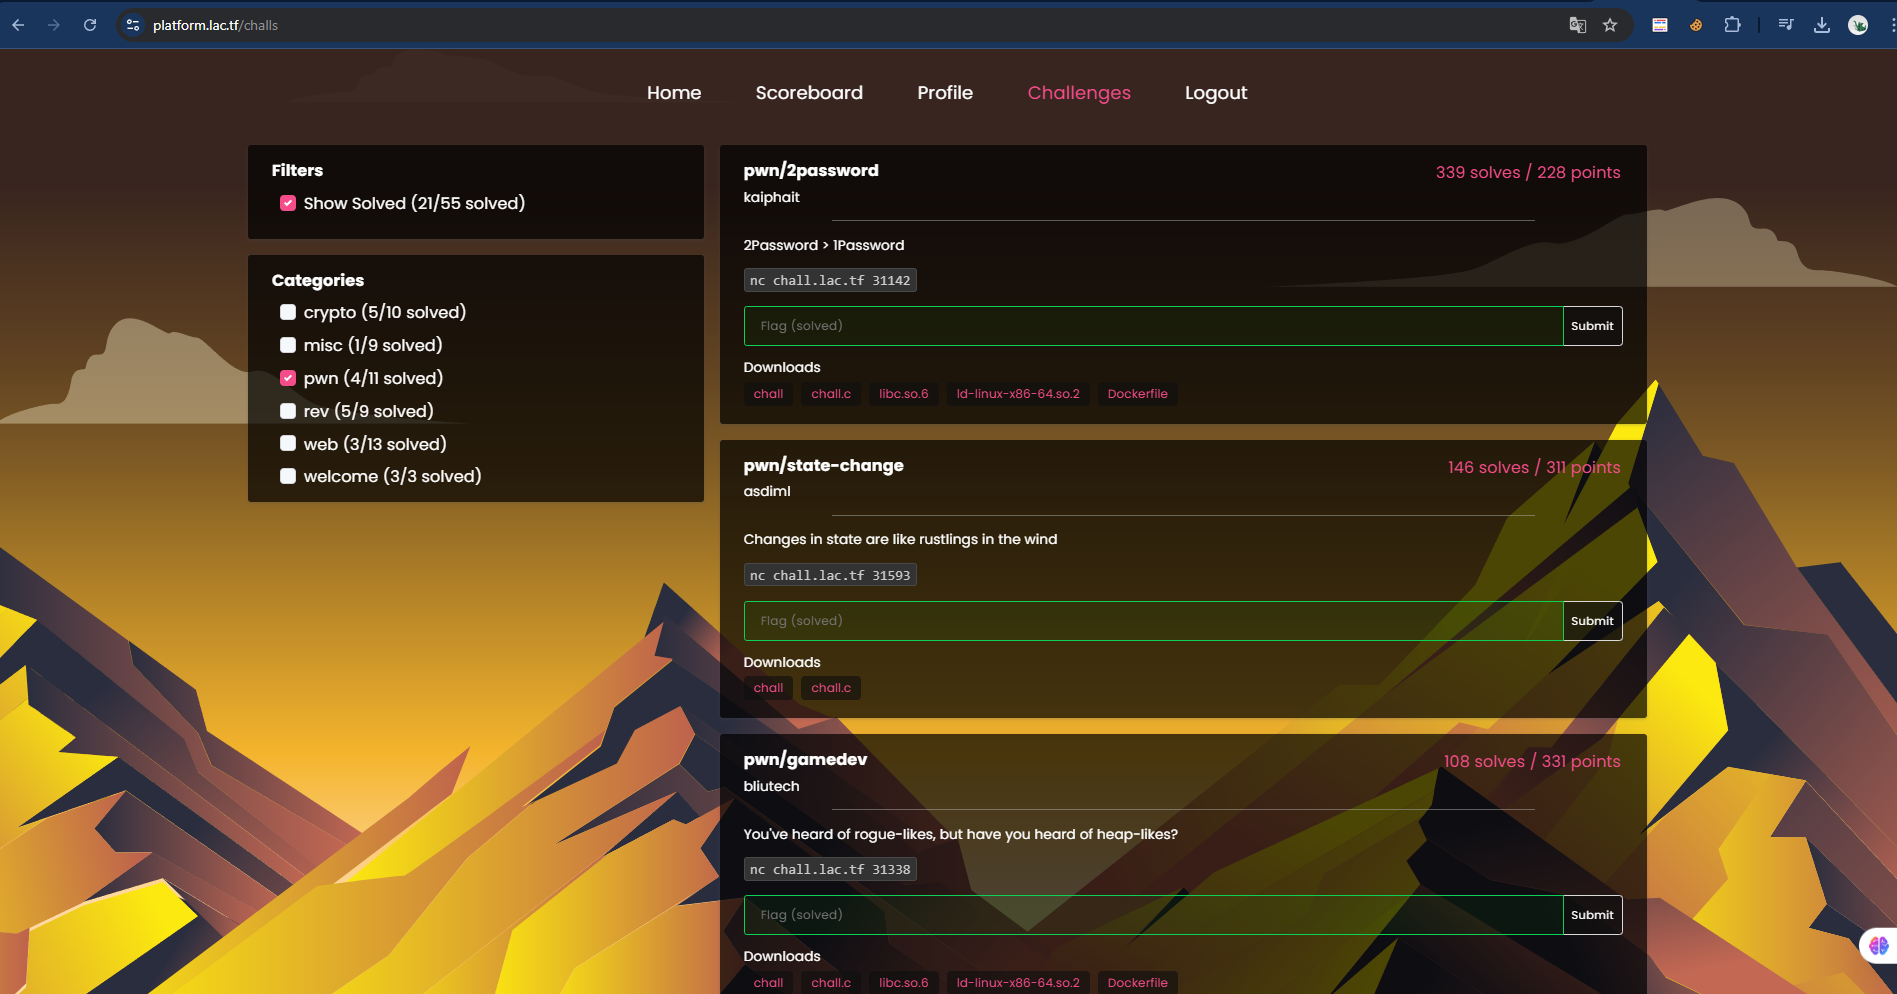 platform.lac.tf/challs
Home
Scoreboard
Profile
Challenges
Logout
Filters
Show Solved (21/55 solved)
Categories
crypto (5/10 solved)
misc (1/9 solved)
pwn (4/11 solved)
rev (5/9 solved)
web (3/13 solved)
welcome (3/3 solved)
pwn/2password
339 solves / 228 points
kaiphait
2Password > 1Password
nc chall.lac.tf 31142
Flag (solved)
Submit
Downloads
chall
chall.c
libc.so.6
ld-linux-x86-64.so.2
Dockerfile
pwn/state-change
146 solves / 311 points
asdiml
Changes in state are like rustlings in the wind
nc chall.lac.tf 31593
Flag (solved)
Submit
Downloads
chall
chall.c
pwn/gamedev
108 solves / 331 points
bliutech
You've heard of rogue-likes, but have you heard of heap-likes?
nc chall.lac.tf 31338
Flag (solved)
Submit
Downloads
chall
chall.c
libc.so.6
ld-linux-x86-64.so.2
Dockerfile